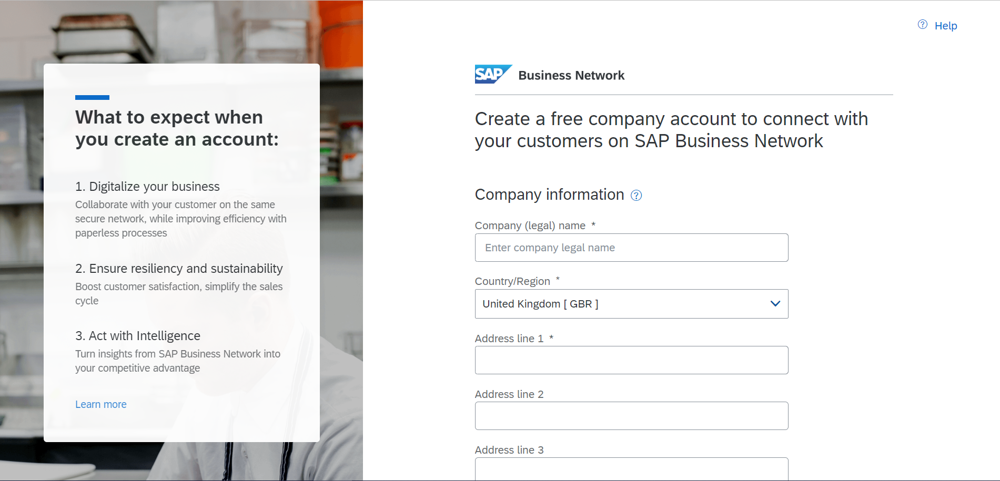 Help
What to expect when
you create an account:
1. Digitalize your business
Collaborate with your customer on the same
secure network, while improving efficiency with
paperless processes
2. Ensure resiliency and sustainability
Boost customer satisfaction, simplify the sales
cycle
3. Act with Intelligence
Turn insights from SAP Business Network into
your competitive advantage
Learn more
SAP Business Network
Create a free company account to connect with
your customers on SAP Business Network
Company information
Company (legal) name *
Enter company legal name
Country/Region *
United Kingdom [ GBR ]
Address line 1 *
Address line 2
Address line 3